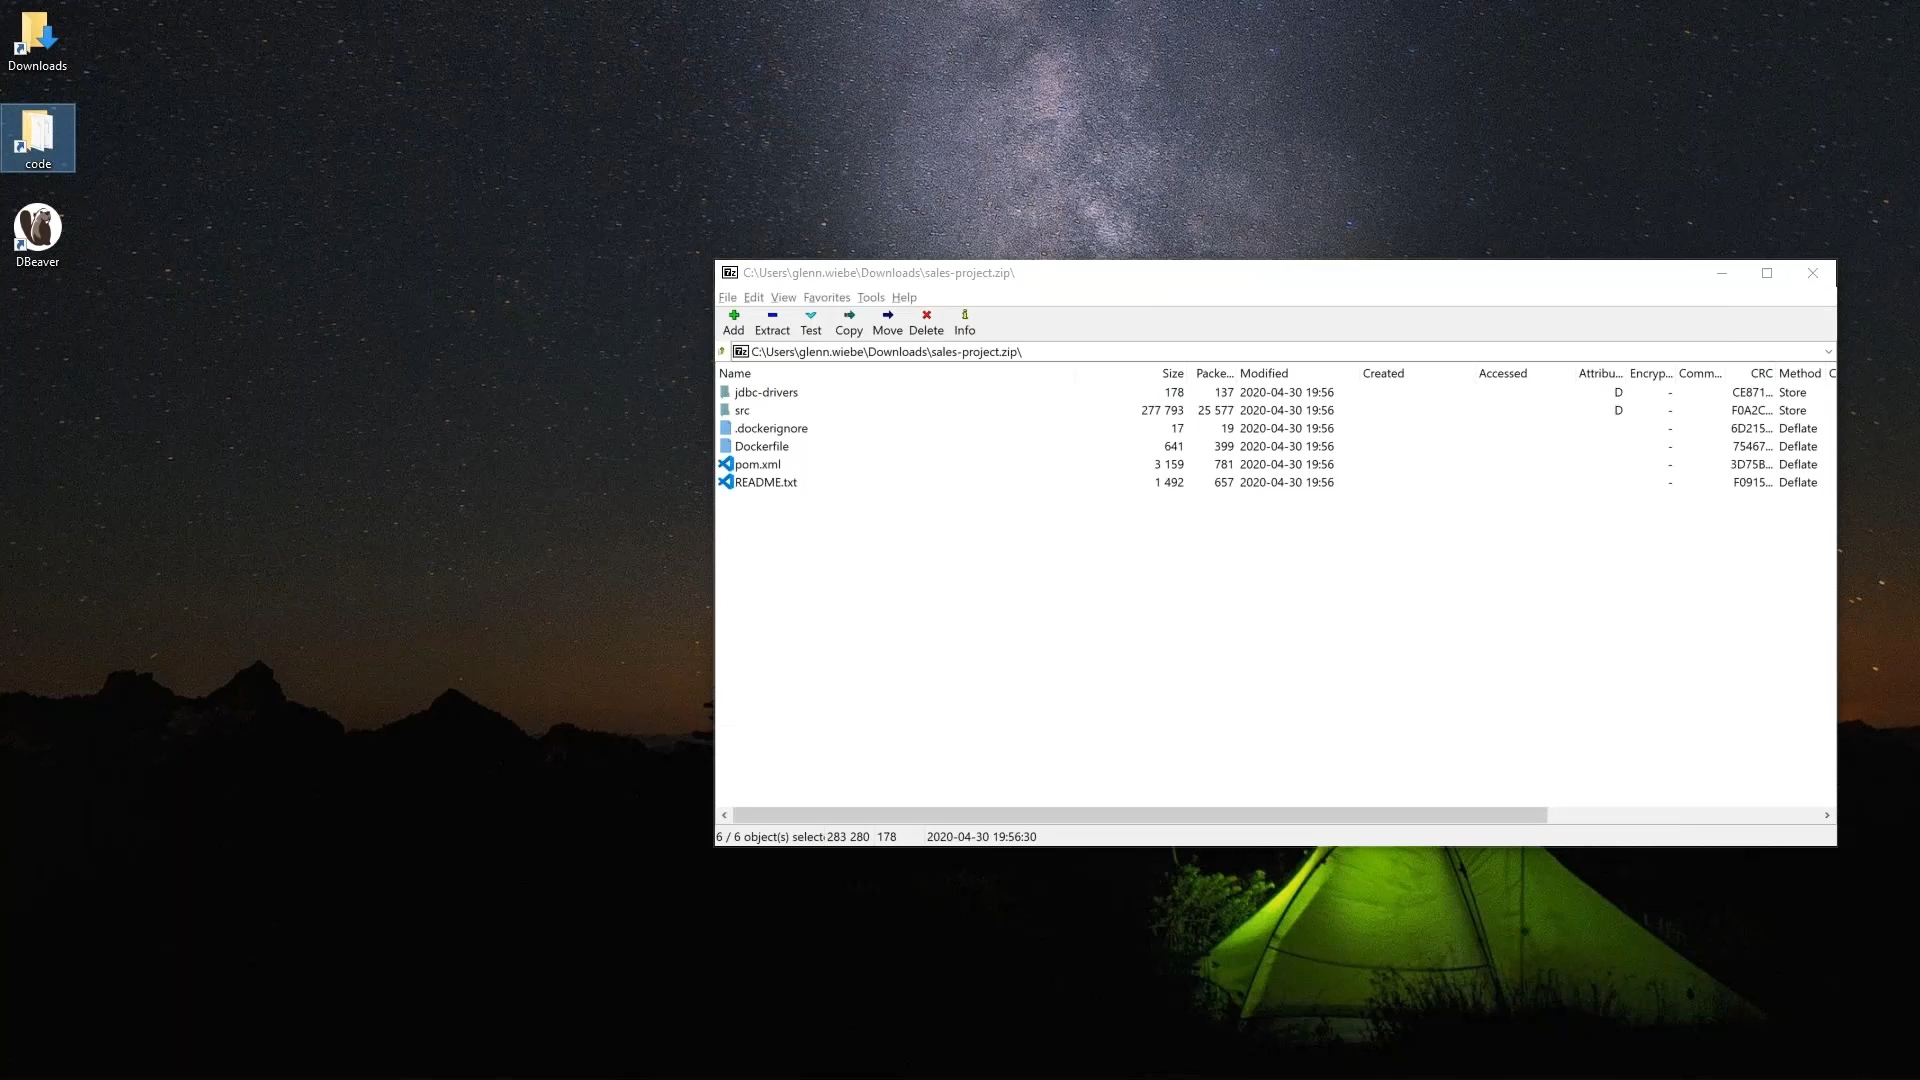 Downloads
code
DBeaver
C:\Users\glenn.wiebe\Downloads\sales-project.zip\
File Edit View Favorites Tools Help
Add Extract Test Copy Move Delete Info
C:\Users\glenn.wiebe\Downloads\sales-project.zip\
Name Size Packe... Modified Created Accessed Attribu... Encryp... Comm... CRC Method C
jdbc-drivers 178 137 2020-04-30 19:56 D - CE871... Store
src 277 793 25 577 2020-04-30 19:56 D - F0A2C... Store
.dockerignore 17 19 2020-04-30 19:56 - 6D215... Deflate
Dockerfile 641 399 2020-04-30 19:56 - 75467... Deflate
pom.xml 3 159 781 2020-04-30 19:56 - 3D75B... Deflate
README.txt 1 492 657 2020-04-30 19:56 - F0915... Deflate
6 / 6 object(s) select 283 280 178 2020-04-30 19:56:30